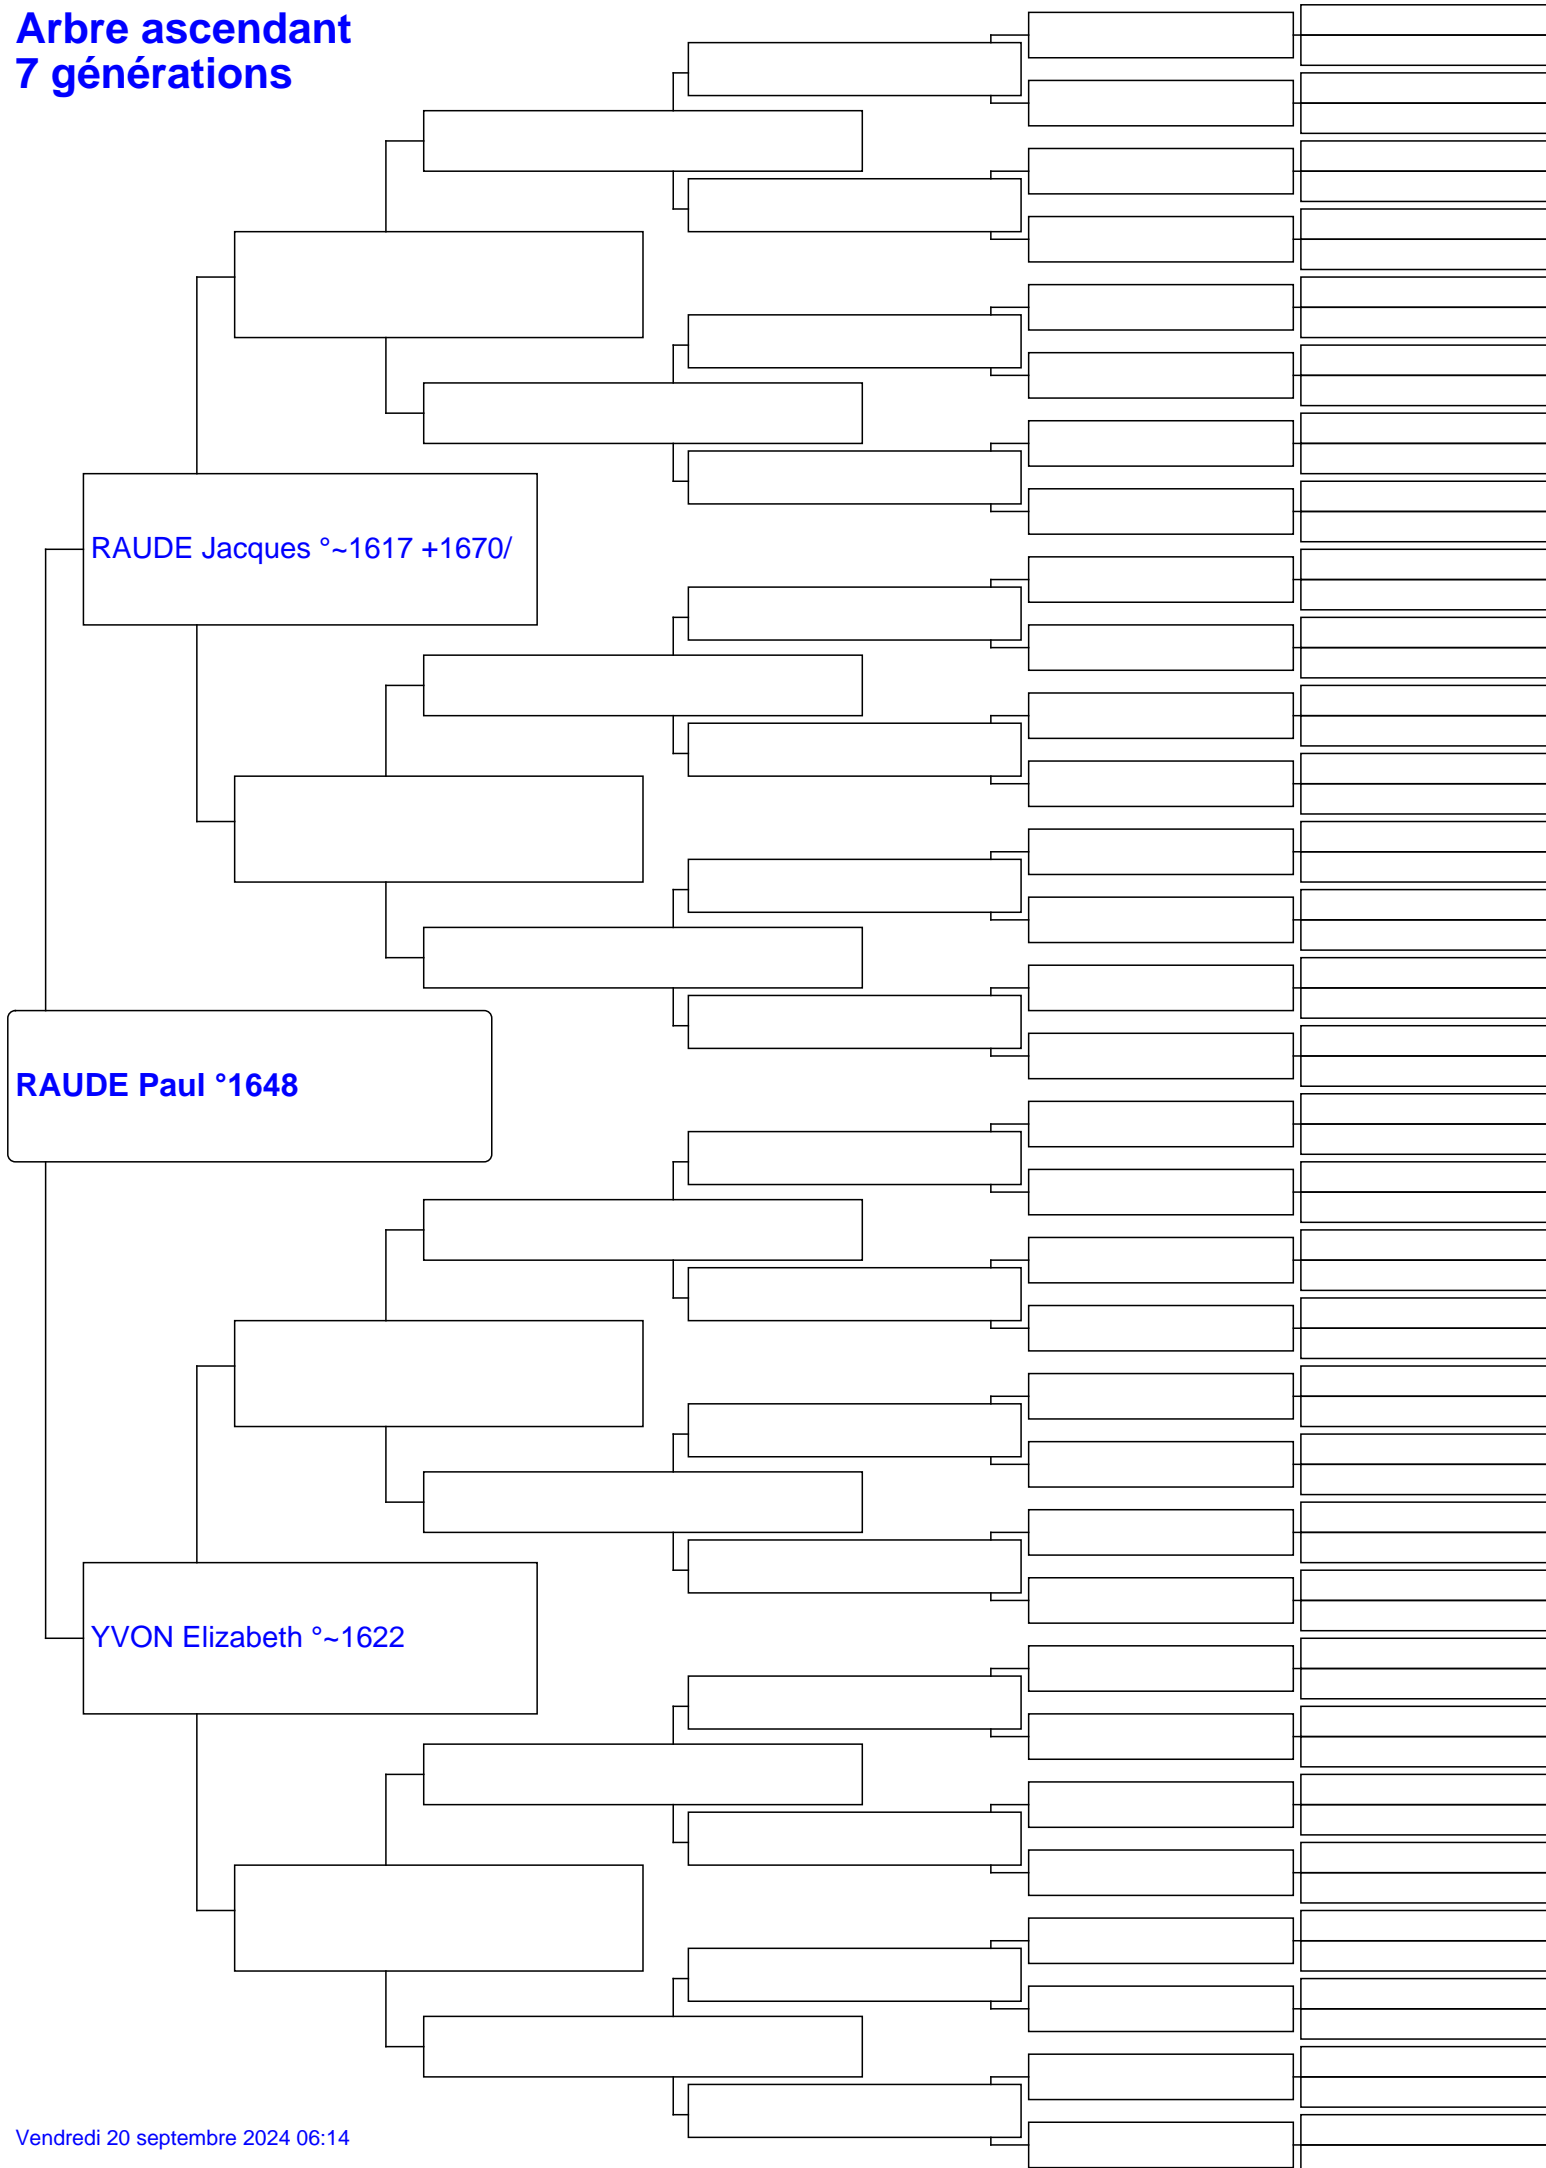 Arbre ascendant
7 générations
RAUDE Jacques °~1617 +1670/
RAUDE Paul °1648
YVON Elizabeth °~1622
Vendredi 20 septembre 2024 06:14